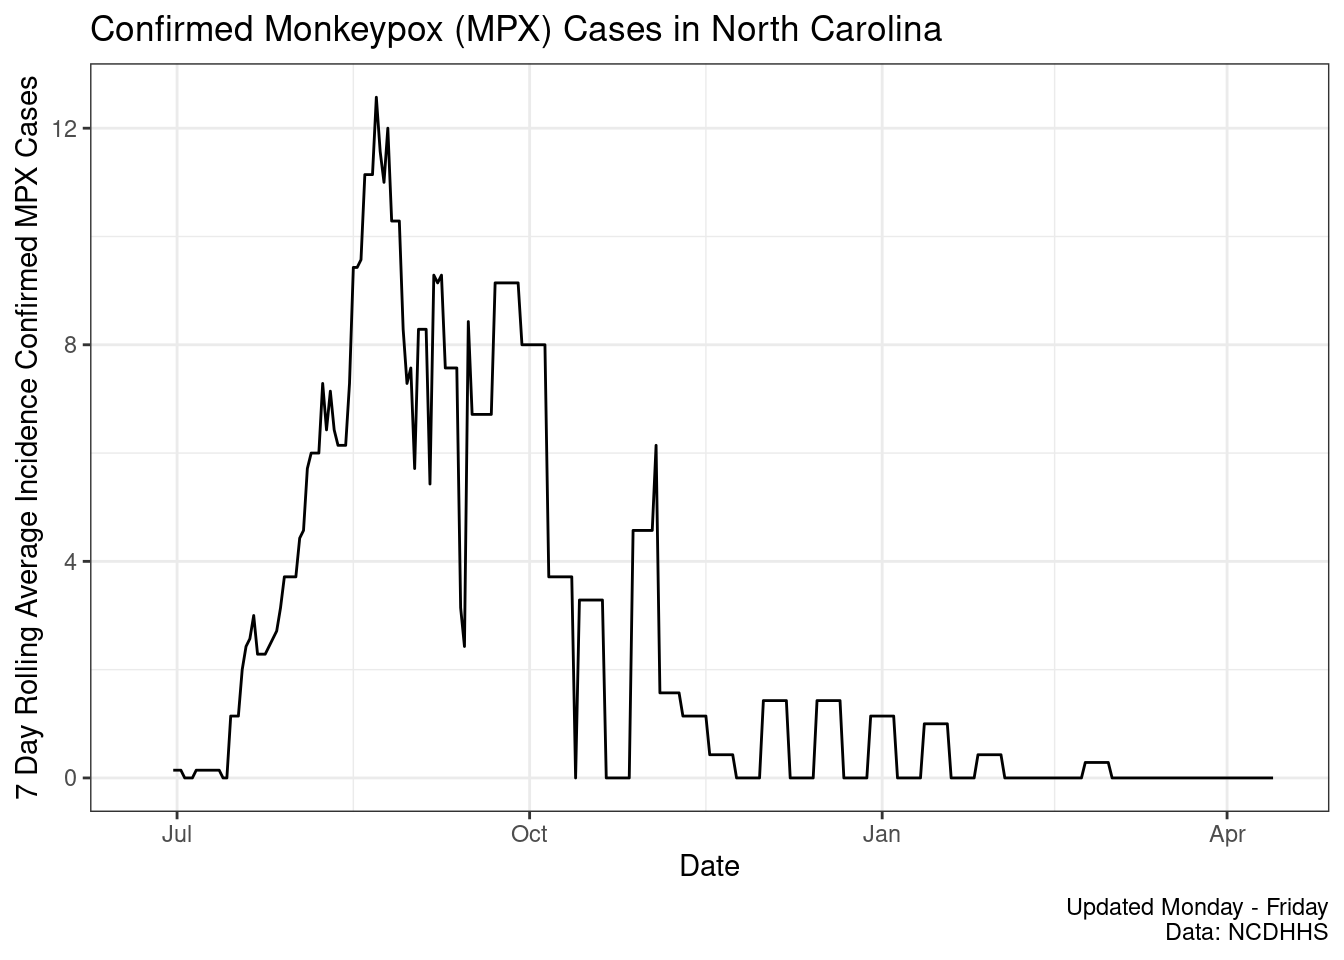 Confirmed Monkeypox (MPX) Cases in North Carolina
7 Day Rolling Average Incidence Confirmed MPX Cases
12
8
4
0
Jul Oct Jan Apr
Date
Updated Monday - Friday
Data: NCDHHS